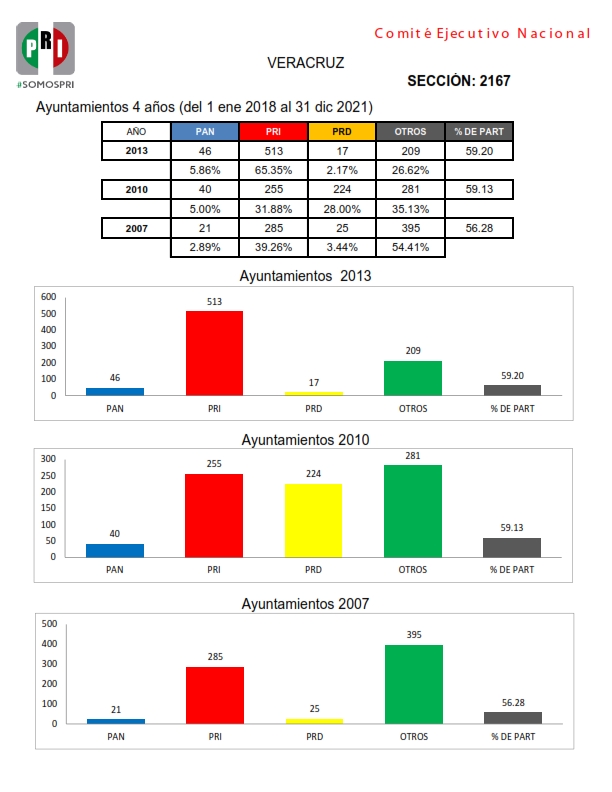 Comité Ejecutivo Nacional
PRI
#SOMOSPRI
VERACRUZ
SECCIÓN: 2167
Ayuntamientos 4 años (del 1 ene 2018 al 31 dic 2021)
AÑO PAN PRI PRD OTROS % DE PART
2013 46 513 17 209 59.20
5.86% 65.35% 2.17% 26.62%
2010 40 255 224 281 59.13
5.00% 31.88% 28.00% 35.13%
2007 21 285 25 395 56.28
2.89% 39.26% 3.44% 54.41%
Ayuntamientos 2013
600
500
400
300
200
100
0
46 513 17 209 59.20
PAN PRI PRD OTROS % DE PART
Ayuntamientos 2010
300
250
200
150
100
50
0
40 255 224 281 59.13
PAN PRI PRD OTROS % DE PART
Ayuntamientos 2007
500
400
300
200
100
0
21 285 25 395 56.28
PAN PRI PRD OTROS % DE PART